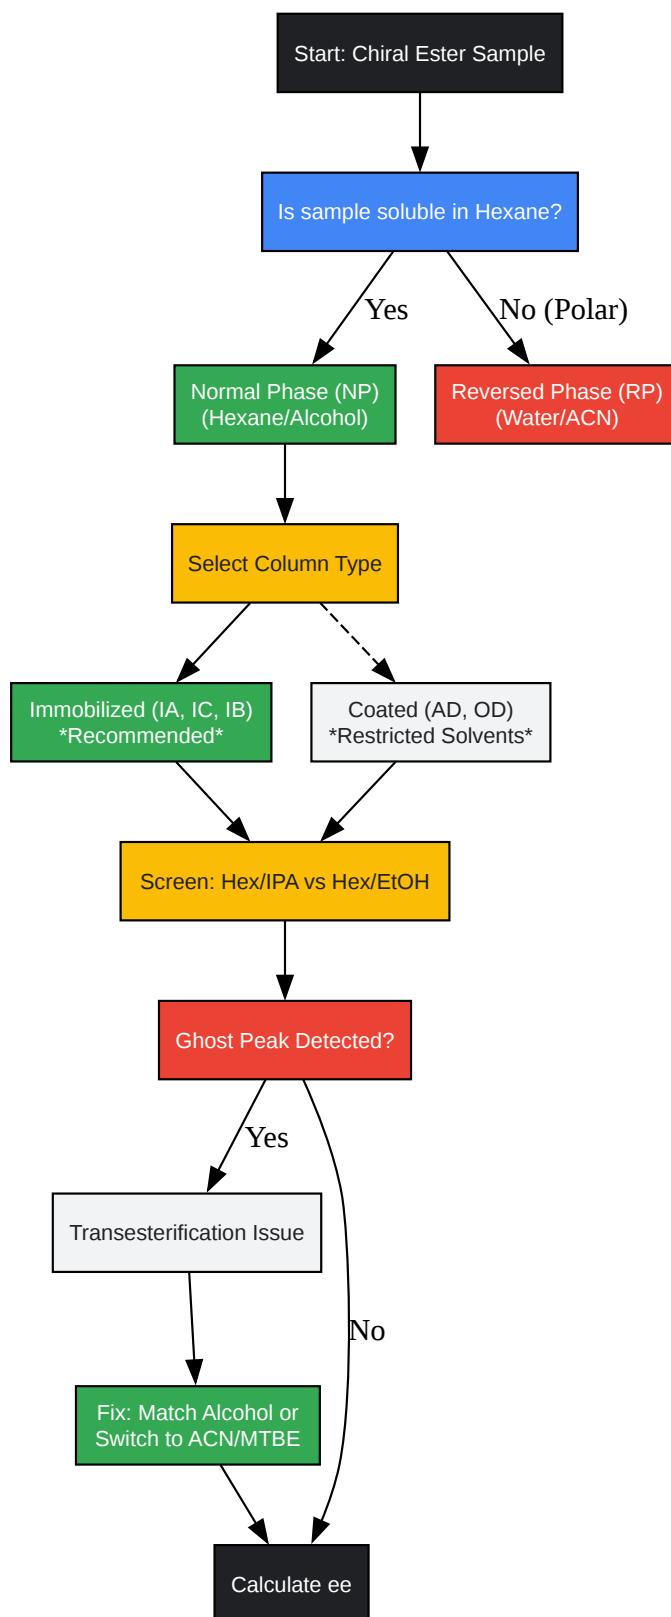 Start: Chiral Ester Sample
Is sample soluble in Hexane?
Yes
No (Polar)
Normal Phase (NP)
(Hexane/Alcohol)
Reversed Phase (RP)
(Water/ACN)
Select Column Type
Immobilized (IA, IC, IB)
*Recommended*
Coated (AD, OD)
*Restricted Solvents*
Screen: Hex/IPA vs Hex/EtOH
Ghost Peak Detected?
Yes
Transesterification Issue
No
Fix: Match Alcohol or
Switch to ACN/MTBE
Calculate ee